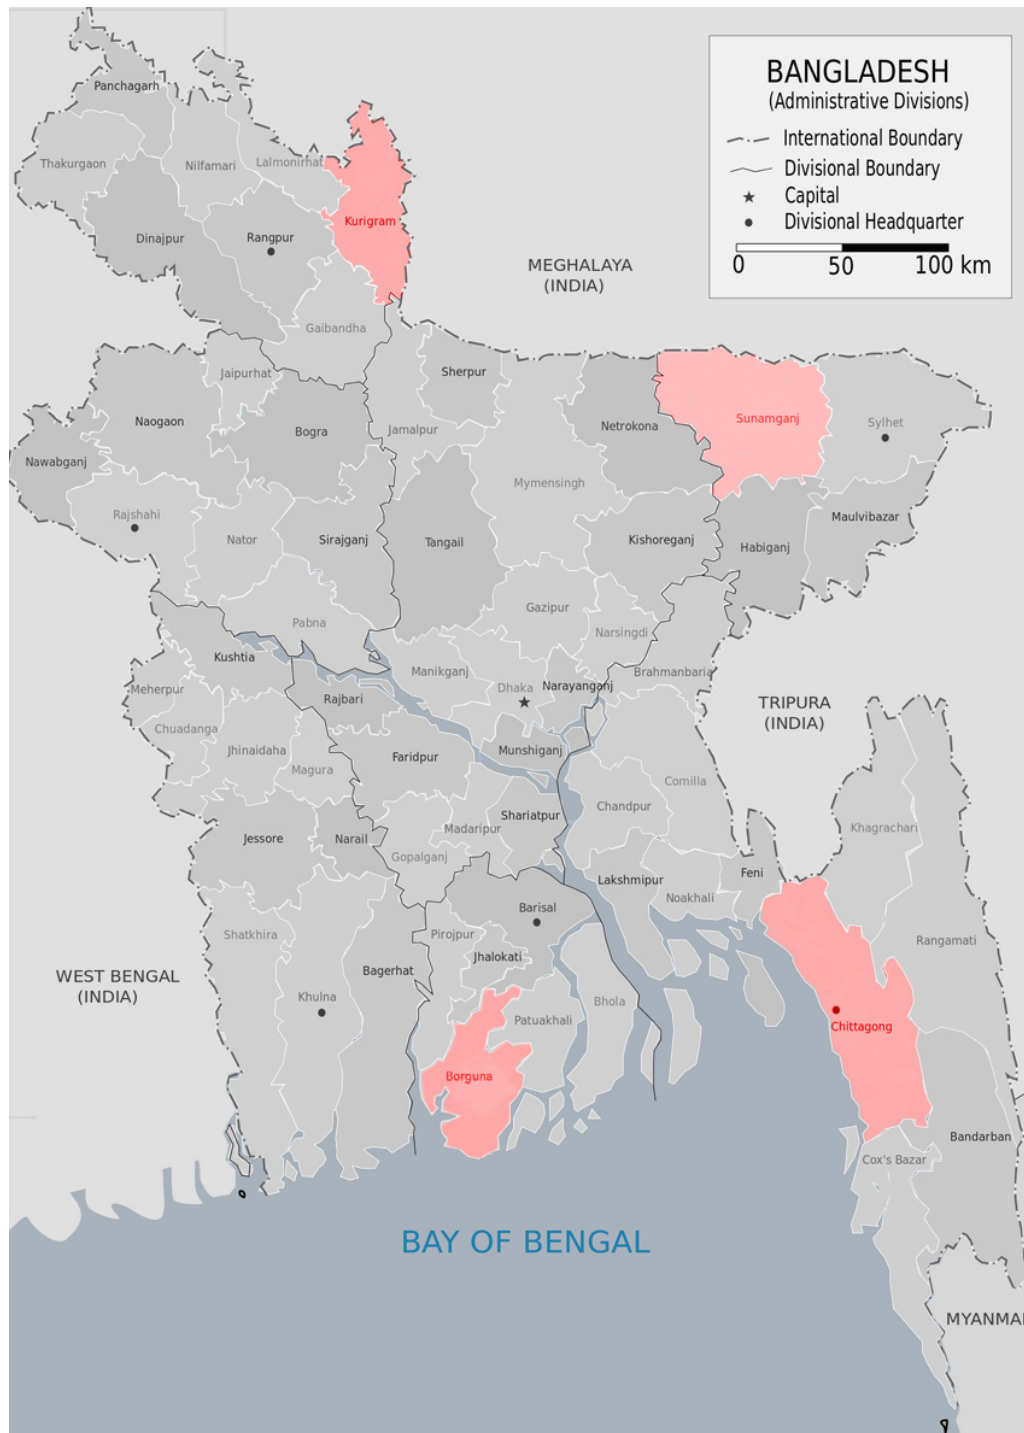 BANGLADESH
(Administrative Divisions)
International Boundary
Divisional Boundary
Capital
Divisional Headquarter
0 50 100 km
Panchagarh
Thakurgaon
Nilfamari
Lalmonirhat
Kurigram
Dinajpur
Rangpur
MEGHALAYA
(INDIA)
Gaibandha
Jaipurhat
Sherpur
Naogaon
Bogra
Jamalpur
Netrokona
Sunamganj
Sylhet
Nawabganj
Mymensingh
Rajshahi
Nator
Sirajganj
Tangail
Kishoreganj
Habiganj
Maulvibazar
Pabna
Gazipur
Narsingdi
Kushtia
Manikganj
Brahmanbaria
Meherpur
Rajbari
Dhaka
Narayanganj
TRIPURA
(INDIA)
Chuadanga
Jhinaidaha
Magura
Faridpur
Munshiganj
Comilla
Jessore
Narail
Gopalganj
Madaripur
Shariatpur
Chandpur
Khagrachari
Lakshmipur
Noakhali
Feni
Shatkhira
Pirojpur
Barisal
Rangamati
WEST BENGAL
(INDIA)
Khulna
Bagerhat
Jhalokati
Patuakhali
Bhola
Chittagong
Borguna
Bandarban
Cox's Bazar
BAY OF BENGAL
MYANMA